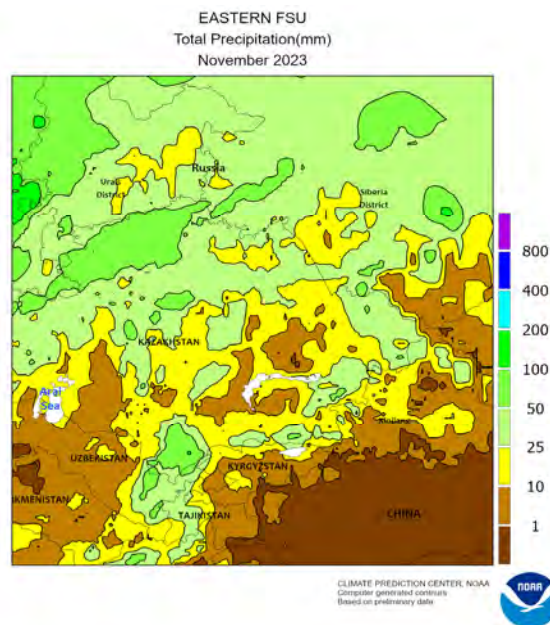 EASTERN FSU
Total Precipitation(mm)
November 2023
Russia
Urals
District
Siberia
District
KAZAKHSTAN
Aral
Sea
UZBEKISTAN
KYRGYZSTAN
KMENISTAN
TAJIKISTAN
CHINA
800
400
200
100
50
25
10
1
CLIMATE PREDICTION CENTER, NOAA
Computer generated contours
Based on preliminary data
NOAA